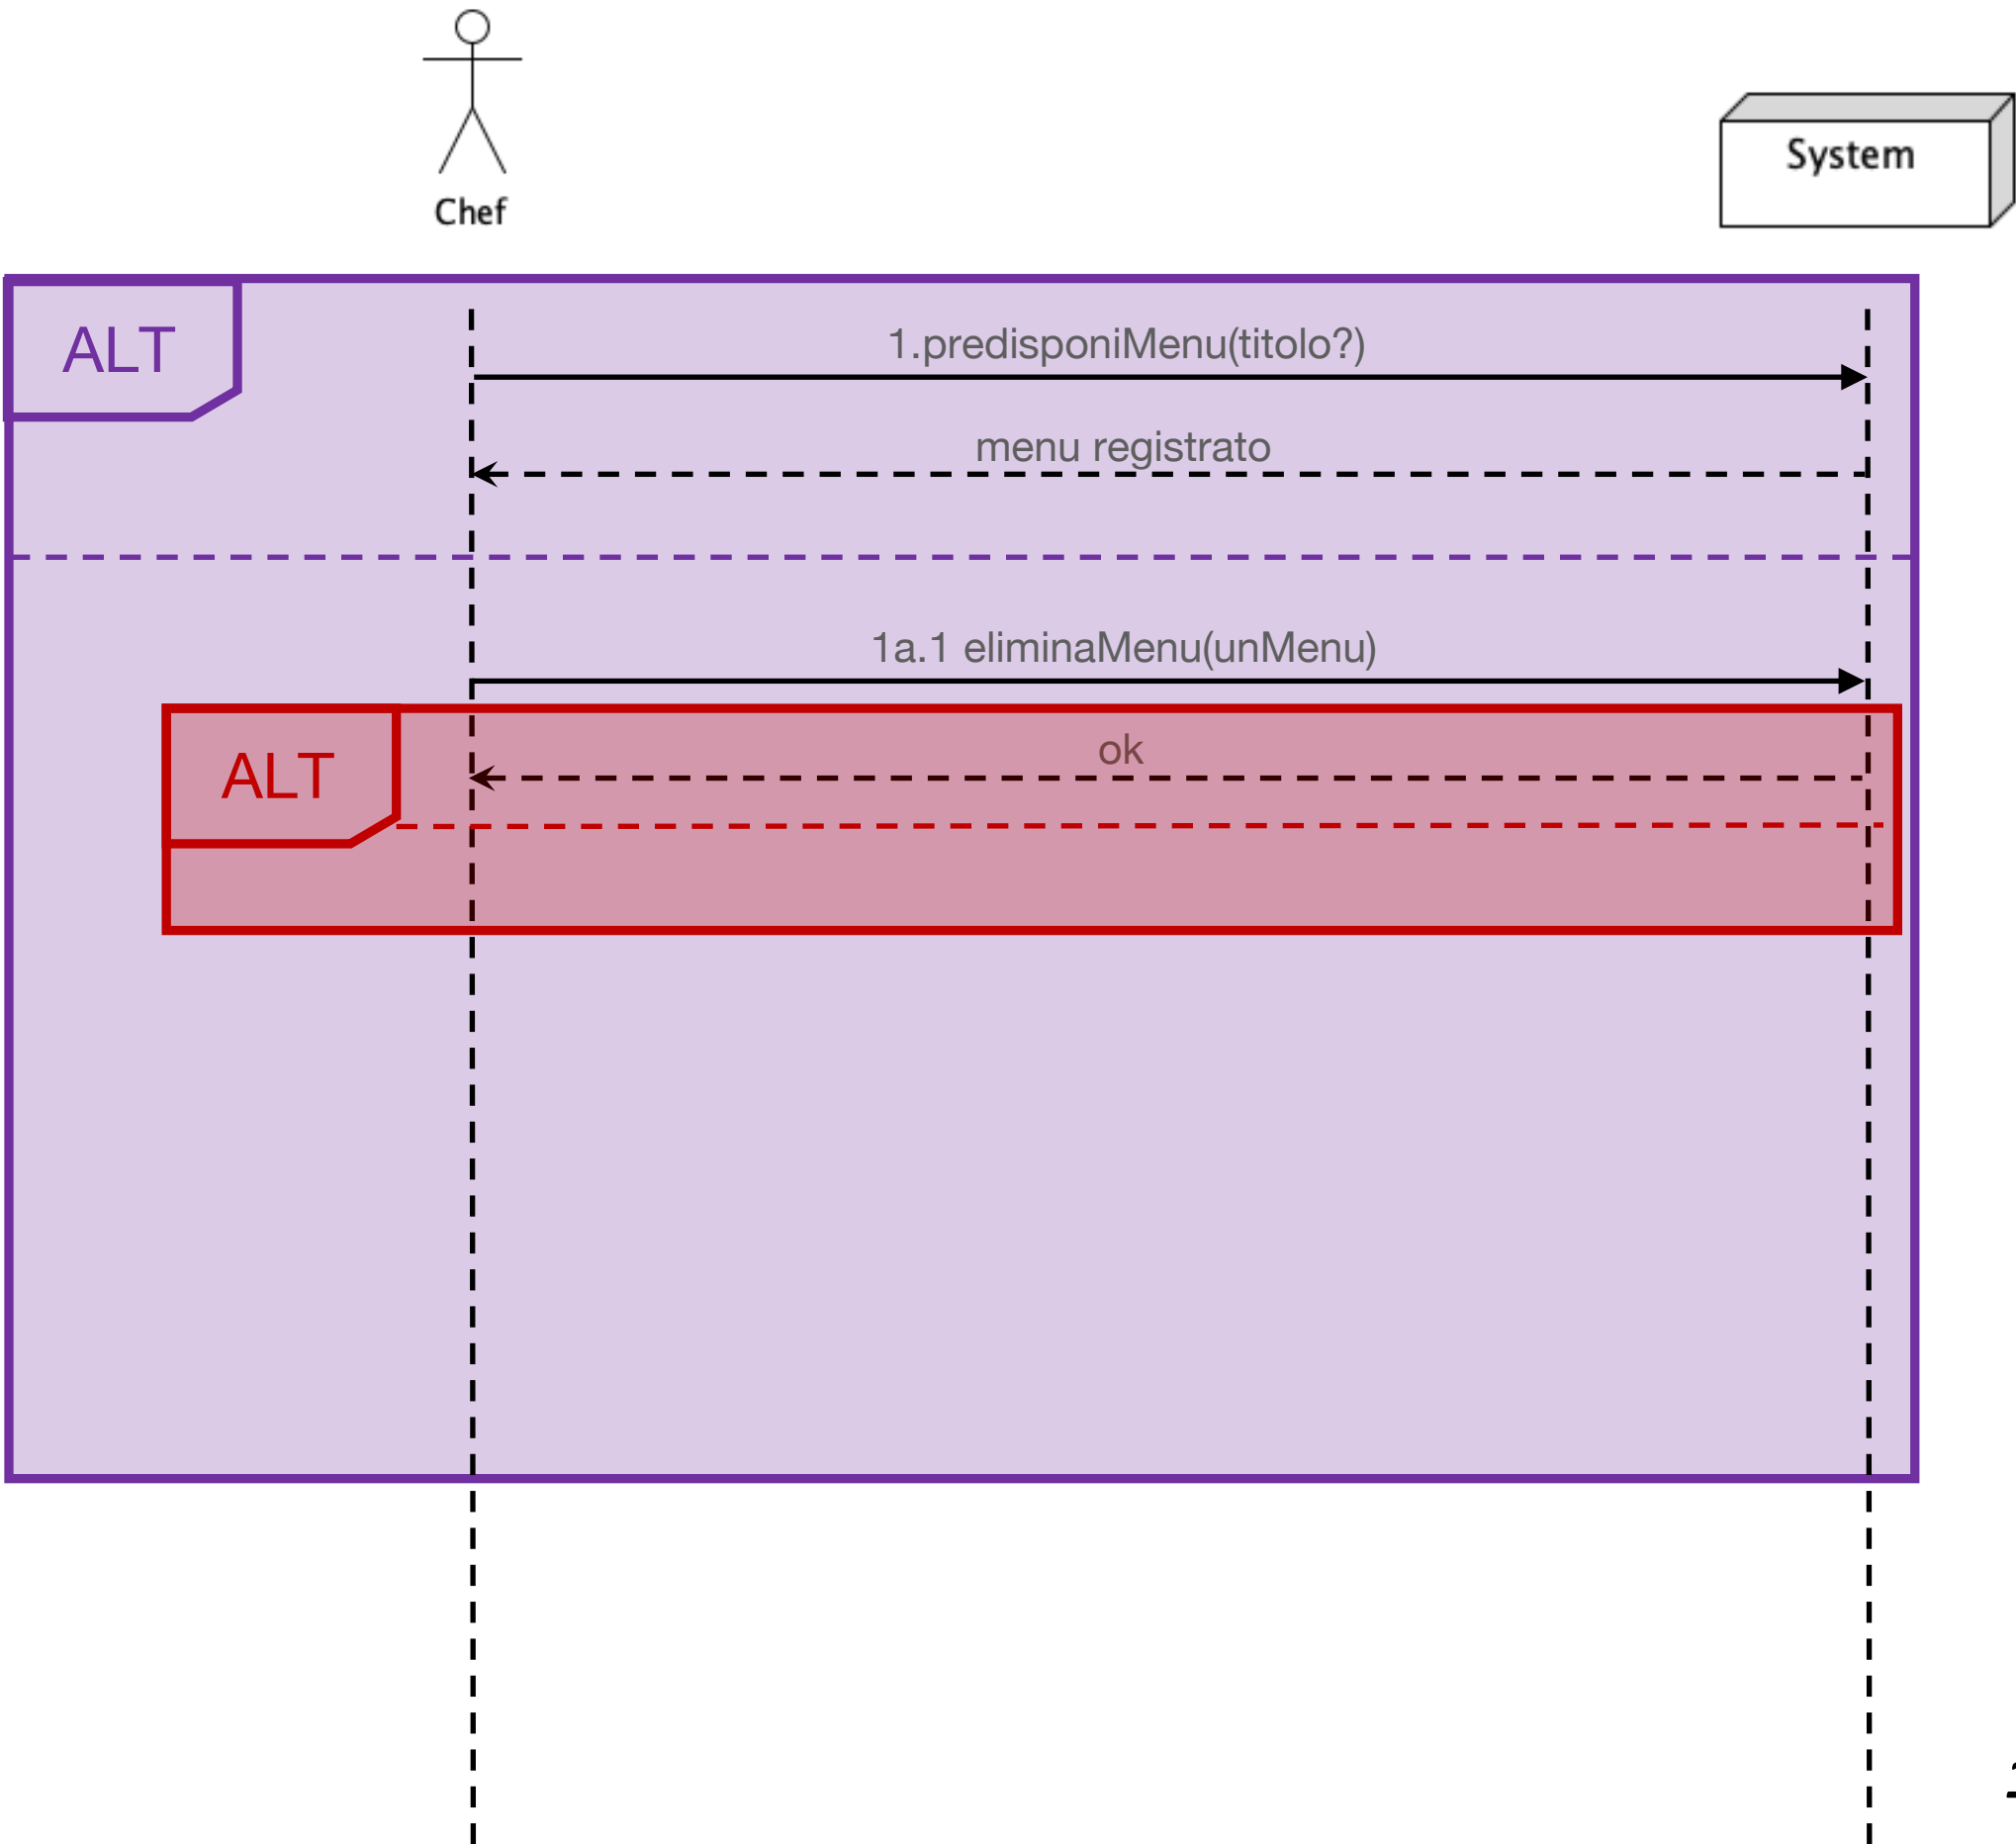 Chef
System
ALT
1.predisponiMenu(titolo?)
menu registrato
1a.1 eliminaMenu(unMenu)
ALT
ok